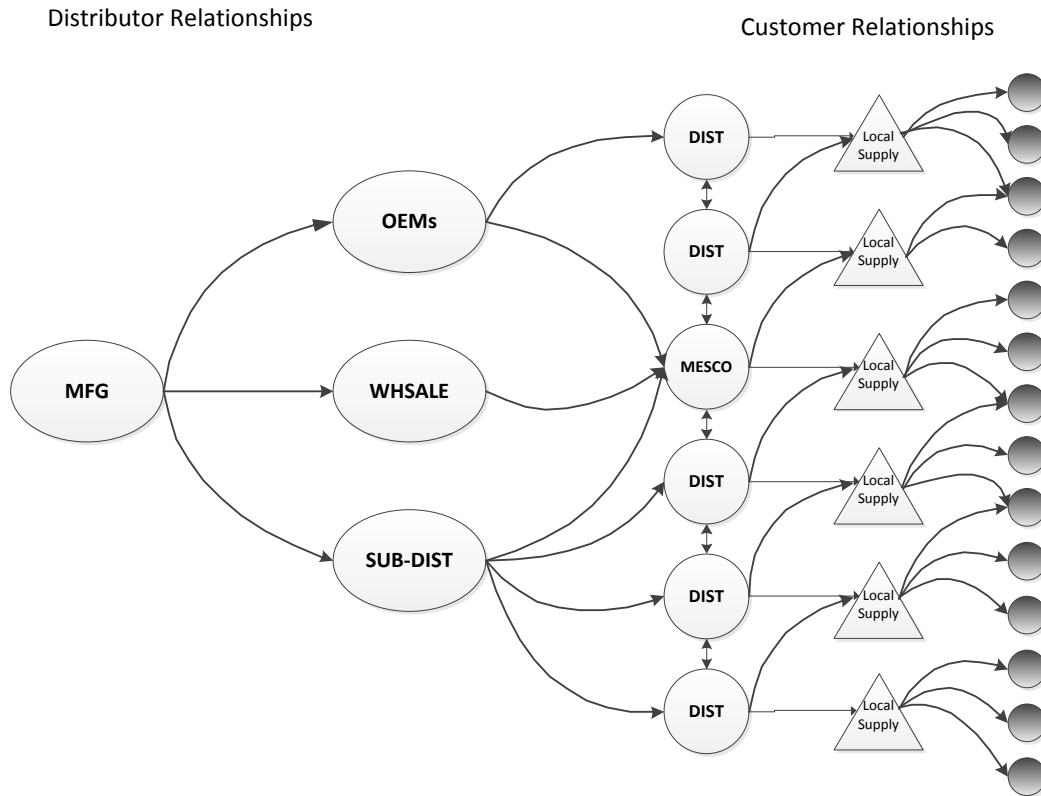 Distributor Relationships
Customer Relationships
DIST
Local
Supply
OEMs
DIST
Local
Supply
MFG
WHSALE
MESCO
Local
Supply
DIST
Local
Supply
SUB-DIST
DIST
Local
Supply
DIST
Local
Supply